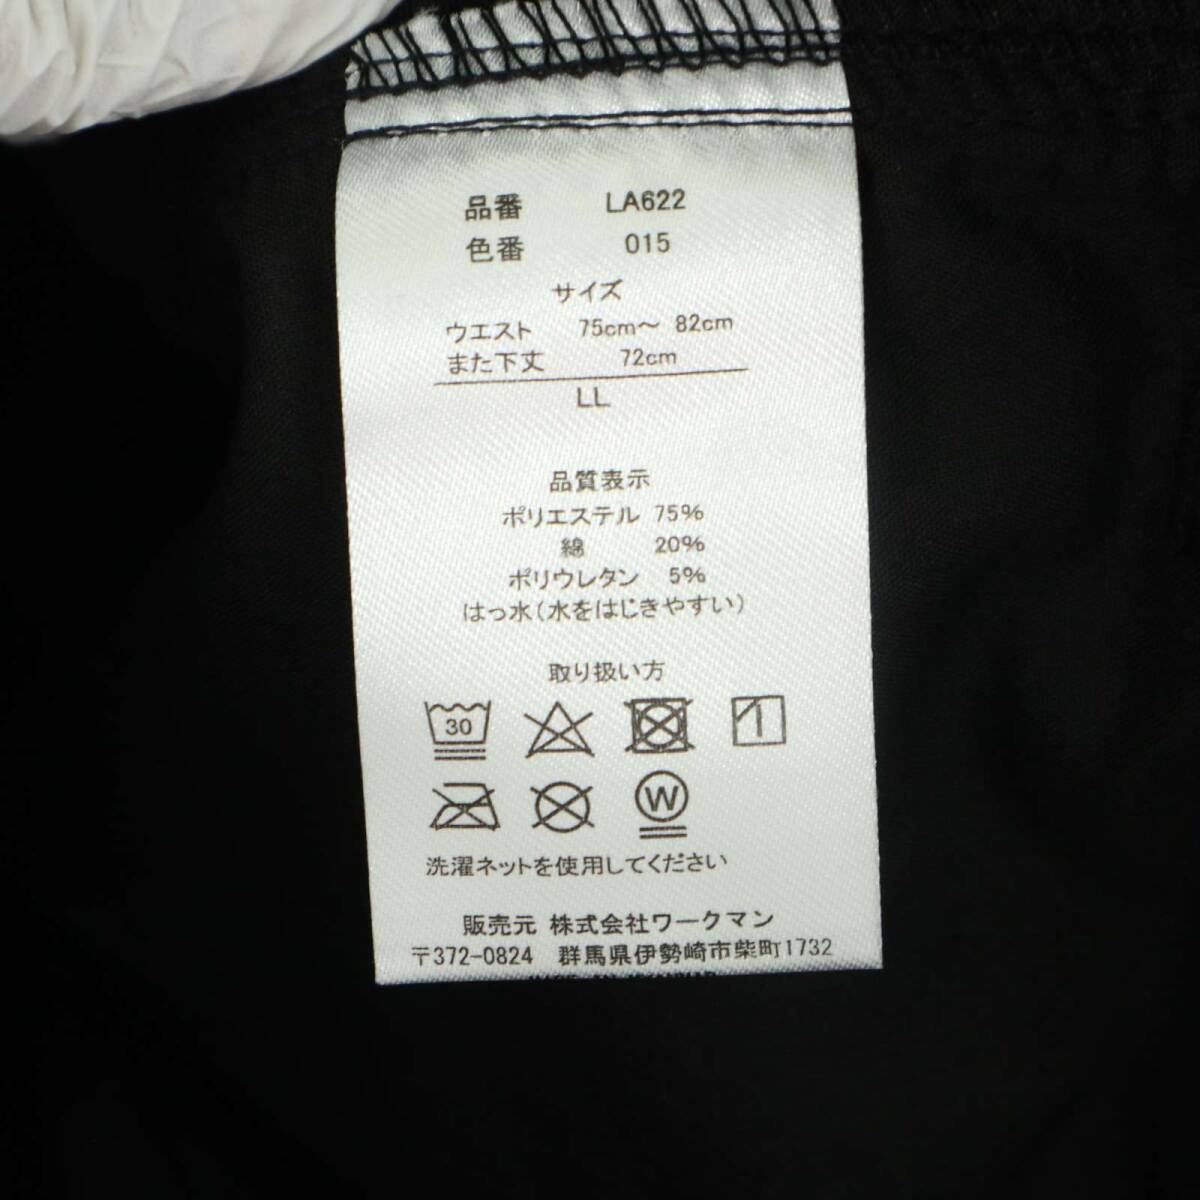 品番 LA622
色番 015
サイズ
ウエスト 75cm～ 82cm
また下丈 72cm
LL
品質表示
ポリエステル 75%
綿 20%
ポリウレタン 5%
はっ水(水をはじきやすい)
取り扱い方
30
W
洗濯ネットを使用してください
販売元 株式会社ワークマン
〒372-0824 群馬県伊勢崎市柴町1732